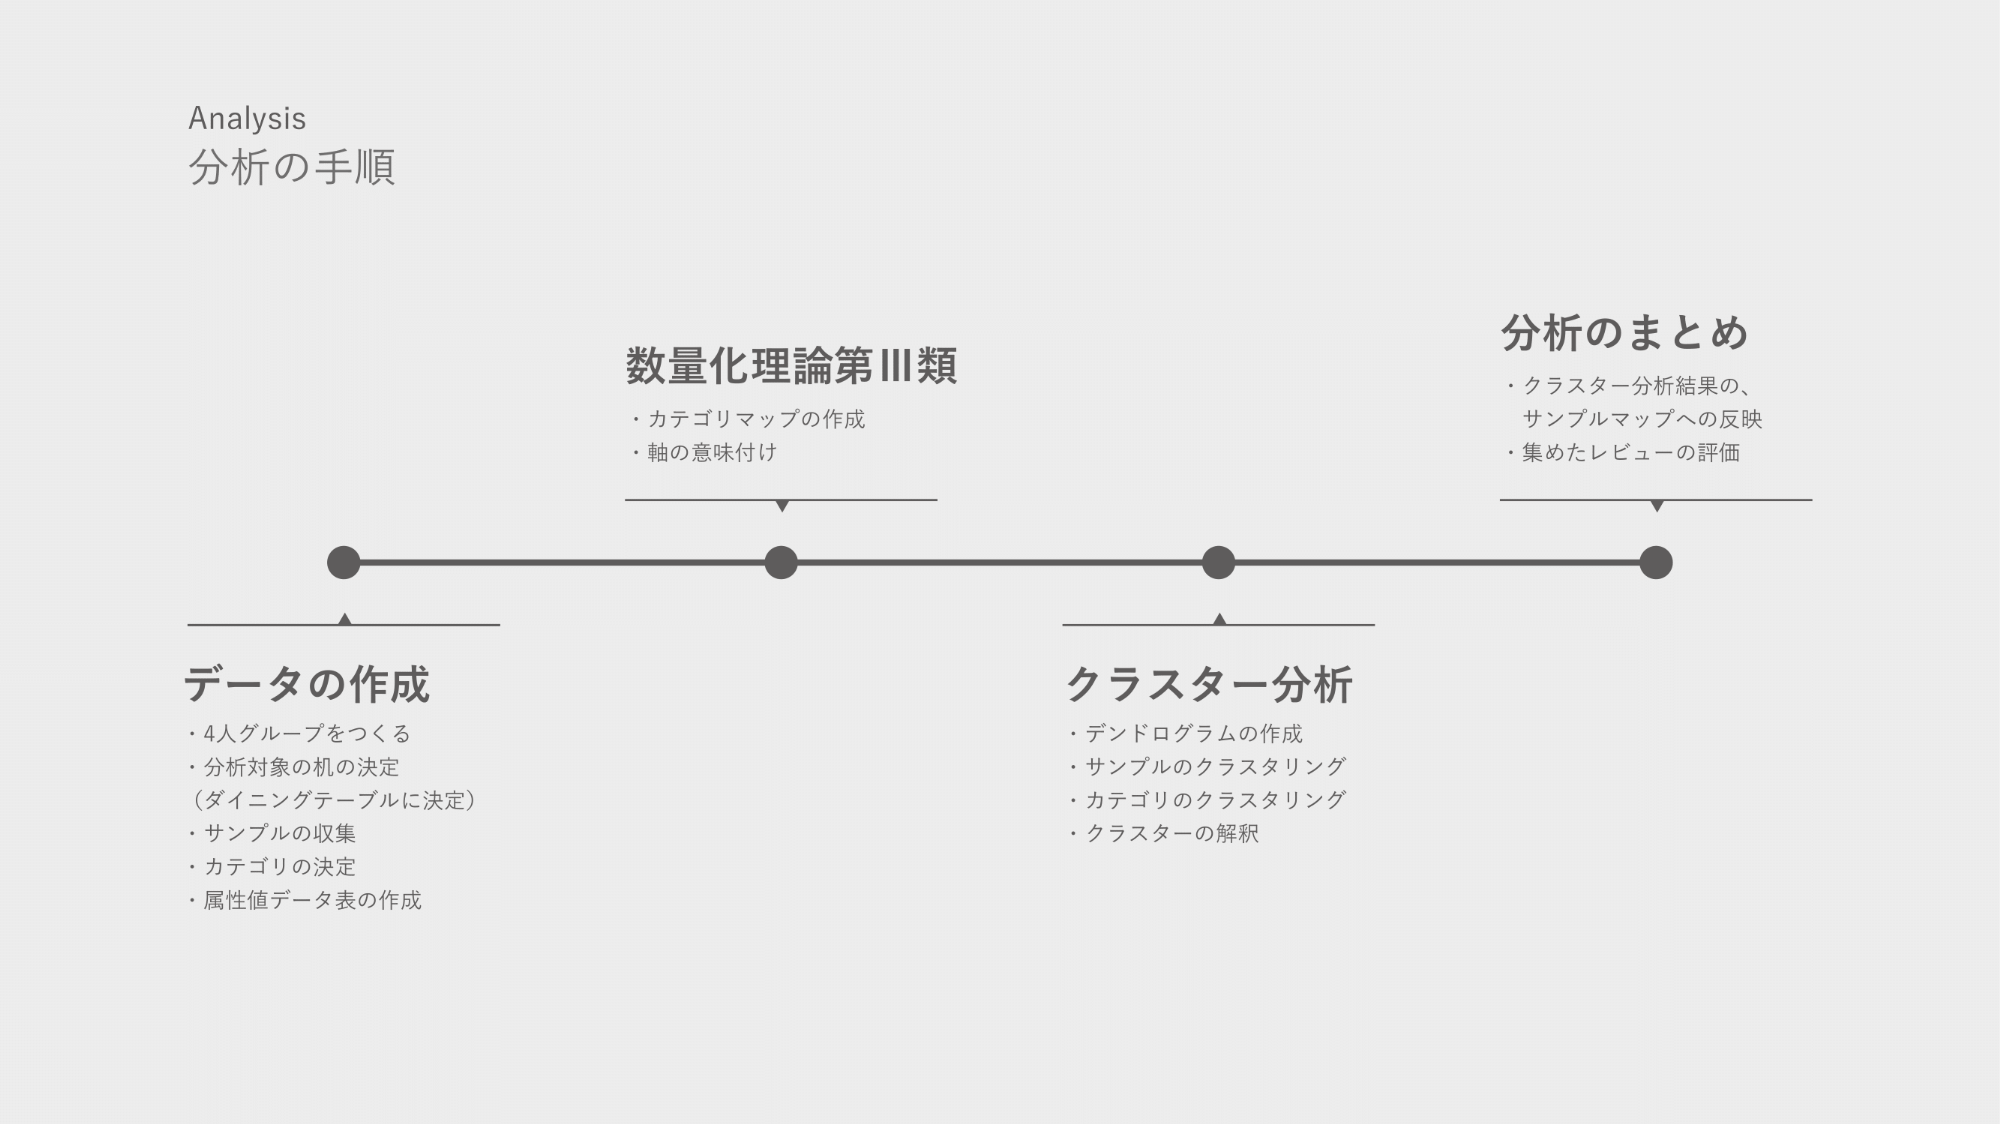 Analysis
分析の手順
データの作成
・4人グループをつくる
・分析対象の机の決定
（ダイニングテーブルに決定）
・サンプルの収集
・カテゴリの決定
・属性値データ表の作成
数量化理論第Ⅲ類
・カテゴリマップの作成
・軸の意味付け
クラスター分析
・デンドログラムの作成
・サンプルのクラスタリング
・カテゴリのクラスタリング
・クラスターの解釈
分析のまとめ
・クラスター分析結果の、
サンプルマップへの反映
・集めたレビューの評価